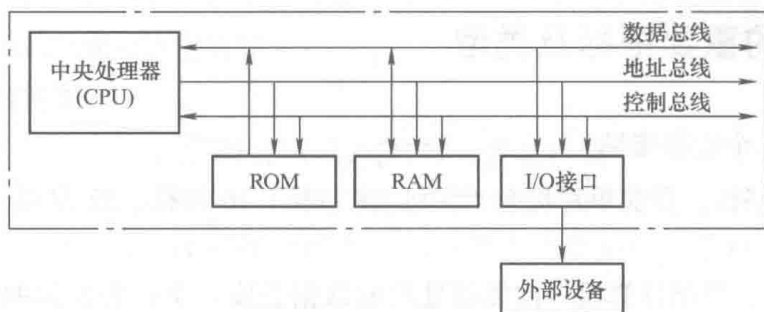 数据总线
中央处理器
(CPU)
地址总线
控制总线
ROM
RAM
I/O接口
外部设备